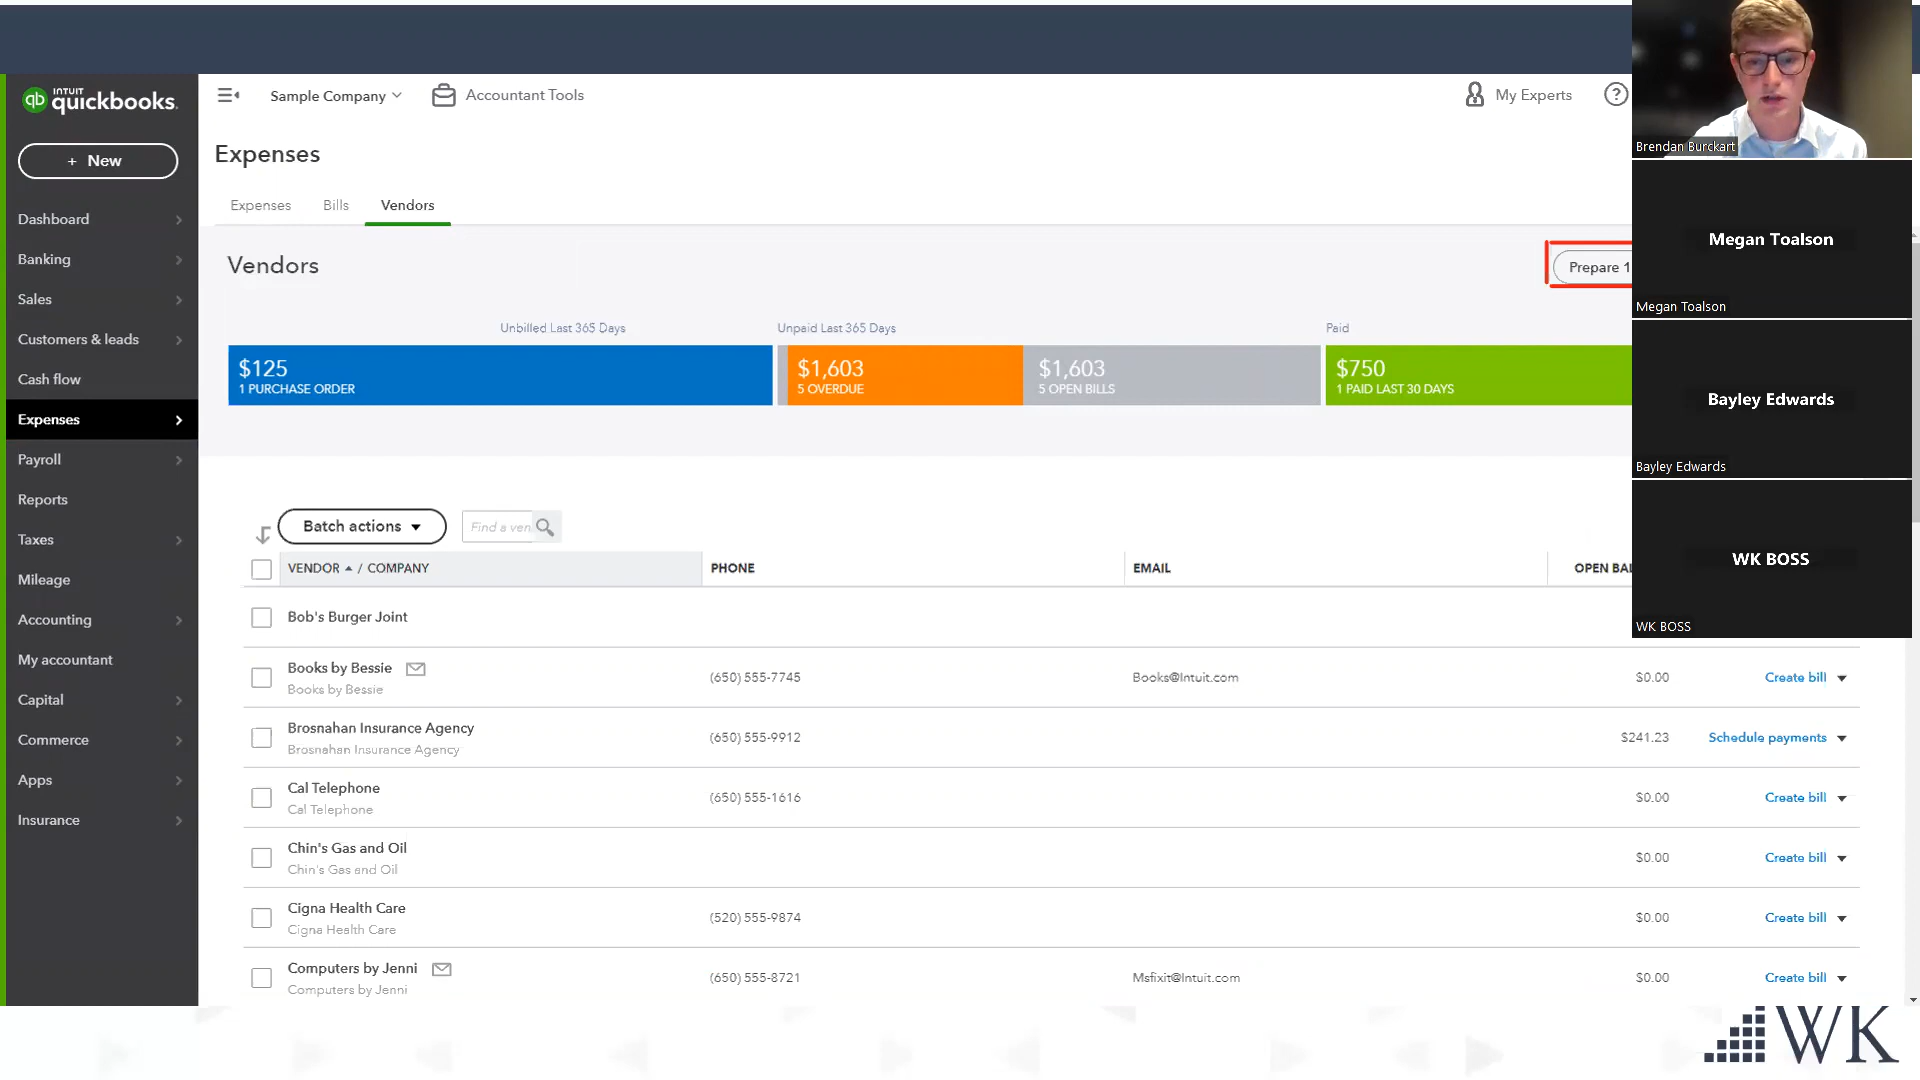 INTUIT
qb quickbooks.
+ New
Dashboard
Banking
Sales
Customers & leads
Cash flow
Expenses
Payroll
Reports
Taxes
Mileage
Accounting
My accountant
Capital
Commerce
Apps
Insurance
Sample Company
Accountant Tools
My Experts
?
Expenses
Expenses Bills Vendors
Vendors
Prepare 1
Unbilled Last 365 Days
Unpaid Last 365 Days
Paid
$125
1 PURCHASE ORDER
$1,603
5 OVERDUE
$1,603
5 OPEN BILLS
$750
1 PAID LAST 30 DAYS
Batch actions
Find a ven
VENDOR / COMPANY PHONE EMAIL OPEN BAL
Bob's Burger Joint
Books by Bessie
Books by Bessie
(650) 555-7745 Books@Intuit.com $0.00 Create bill
Brosnahan Insurance Agency
Brosnahan Insurance Agency
(650) 555-9912 $241.23 Schedule payments
Cal Telephone
Cal Telephone
(650) 555-1616 $0.00 Create bill
Chin's Gas and Oil
Chin's Gas and Oil
$0.00 Create bill
Cigna Health Care
Cigna Health Care
(520) 555-9874 $0.00 Create bill
Computers by Jenni
Computers by Jenni
(650) 555-8721 Msfixit@Intuit.com $0.00 Create bill
Brendan Burckart
Megan Toalson
Megan Toalson
Bayley Edwards
Bayley Edwards
WK BOSS
WK BOSS
WK